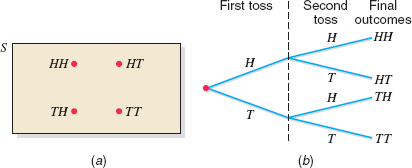 S
HH HT
TH TT
(a)
First toss
Second toss
Final outcomes
H
T
H
T
H
T
HH
HT
TH
TT
(b)